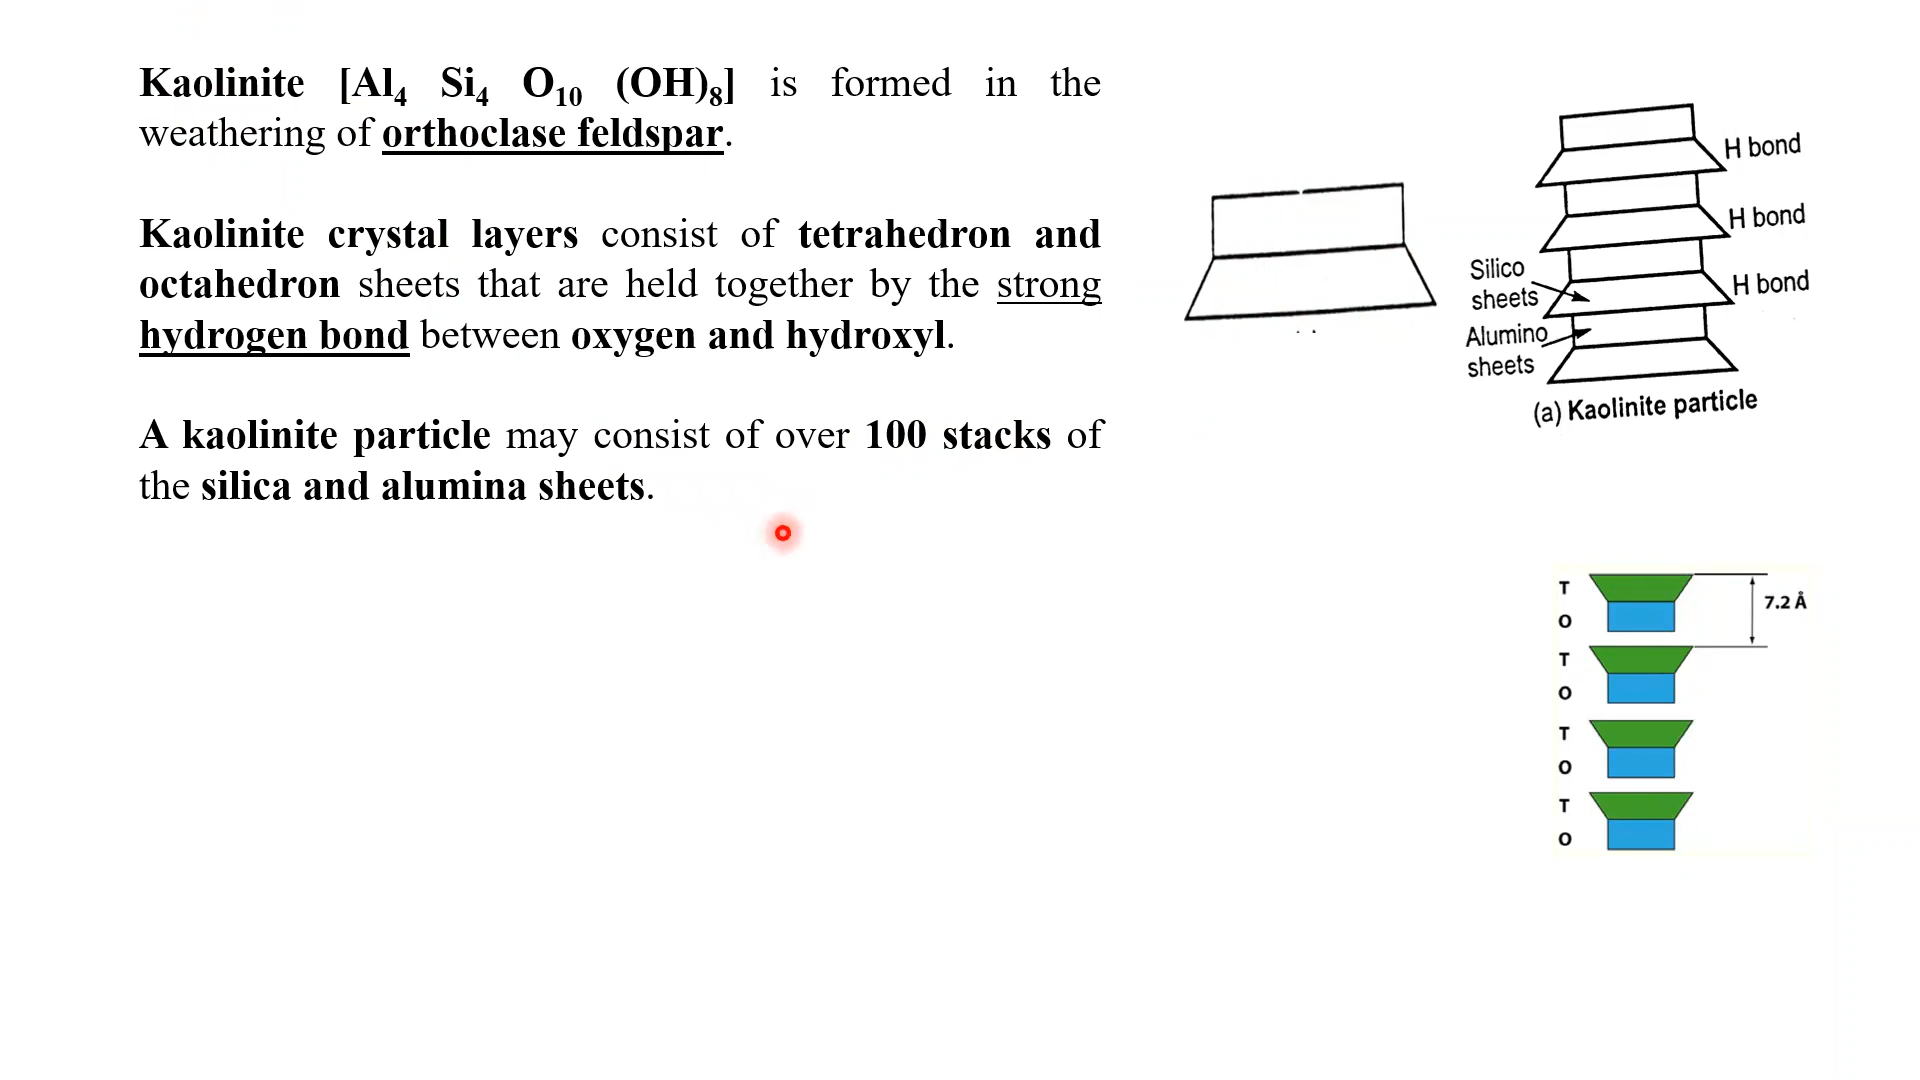 Kaolinite [Al₄ Si₄ O₁₀ (OH)₈] is formed in the
weathering of orthoclase feldspar.
Kaolinite crystal layers consist of tetrahedron and
octahedron sheets that are held together by the strong
hydrogen bond between oxygen and hydroxyl.
A kaolinite particle may consist of over 100 stacks of
the silica and alumina sheets.
H bond
H bond
Silico
sheets
H bond
Alumino
sheets
(a) Kaolinite particle
T
7.2 Å
O
T
O
T
O
T
O